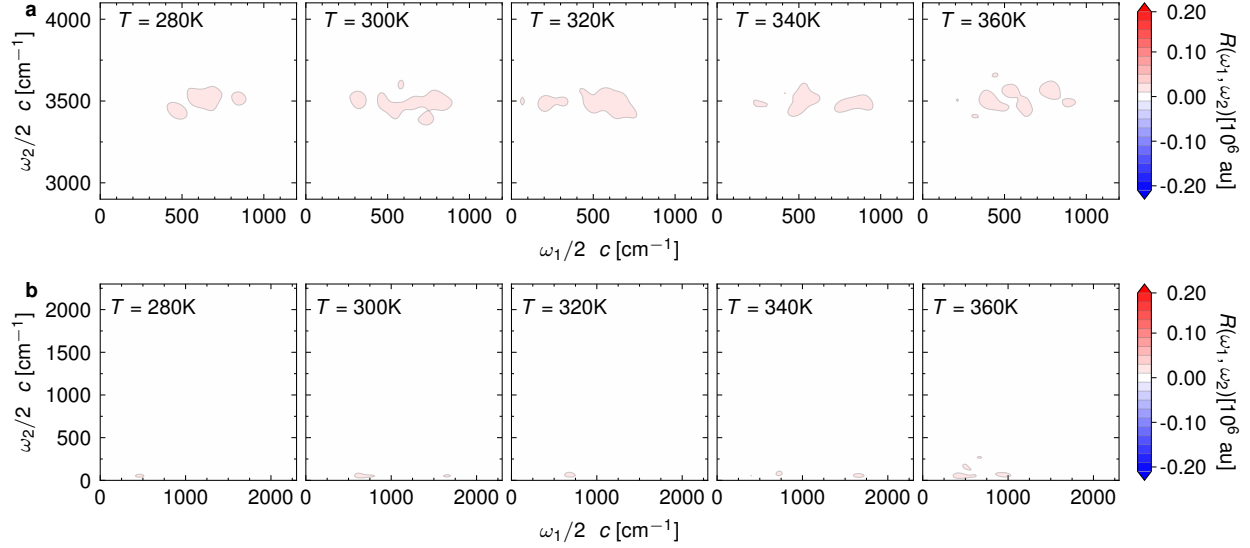 a
T = 280K T = 300K T = 320K T = 340K T = 360K
4000
3500
3000
ω2/2 c [cm−1]
0 500 1000 0 500 1000 0 500 1000 0 500 1000 0 500 1000
ω1/2 c [cm−1]
0.20
0.10
0.00
-0.10
-0.20
R(ω1, ω2)[10^6 au]
b
T = 280K T = 300K T = 320K T = 340K T = 360K
2000
1500
1000
500
0
ω2/2 c [cm−1]
0 1000 2000 0 1000 2000 0 1000 2000 0 1000 2000 0 1000 2000
ω1/2 c [cm−1]
0.20
0.10
0.00
-0.10
-0.20
R(ω1, ω2)[10^6 au]